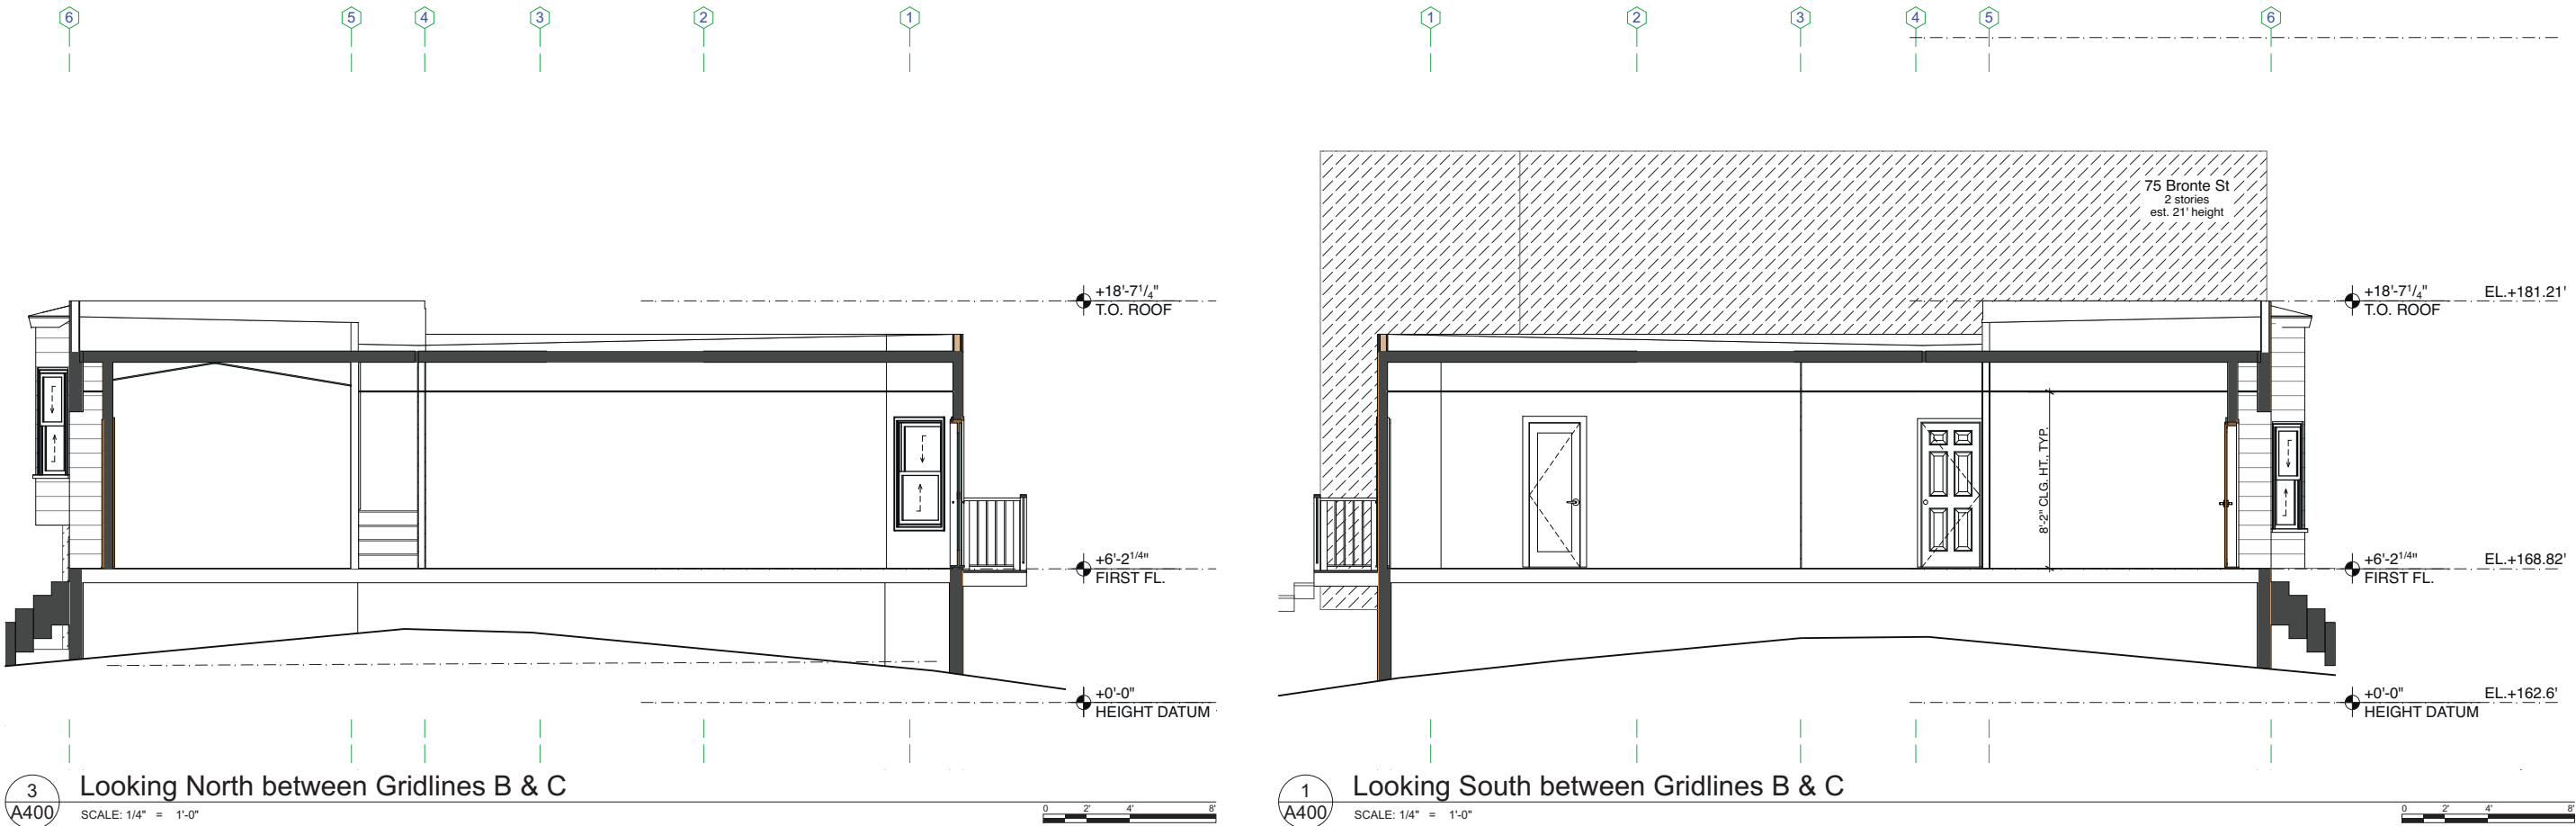 6 5 4 3 2 1
+18'-7 1/4"
T.O. ROOF
+6'-2 1/4"
FIRST FL.
+0'-0"
HEIGHT DATUM
3
A400
Looking North between Gridlines B & C
SCALE: 1/4" = 1'-0"
0 2' 4' 8'
1 2 3 4 5 6
75 Bronte St
2 stories
est. 21' height
+18'-7 1/4" EL.+181.21'
T.O. ROOF
8'-2" CLG. HT., TYP.
+6'-2 1/4" EL.+168.82'
FIRST FL.
+0'-0" EL.+162.6'
HEIGHT DATUM
1
A400
Looking South between Gridlines B & C
SCALE: 1/4" = 1'-0"
0 2' 4' 8'